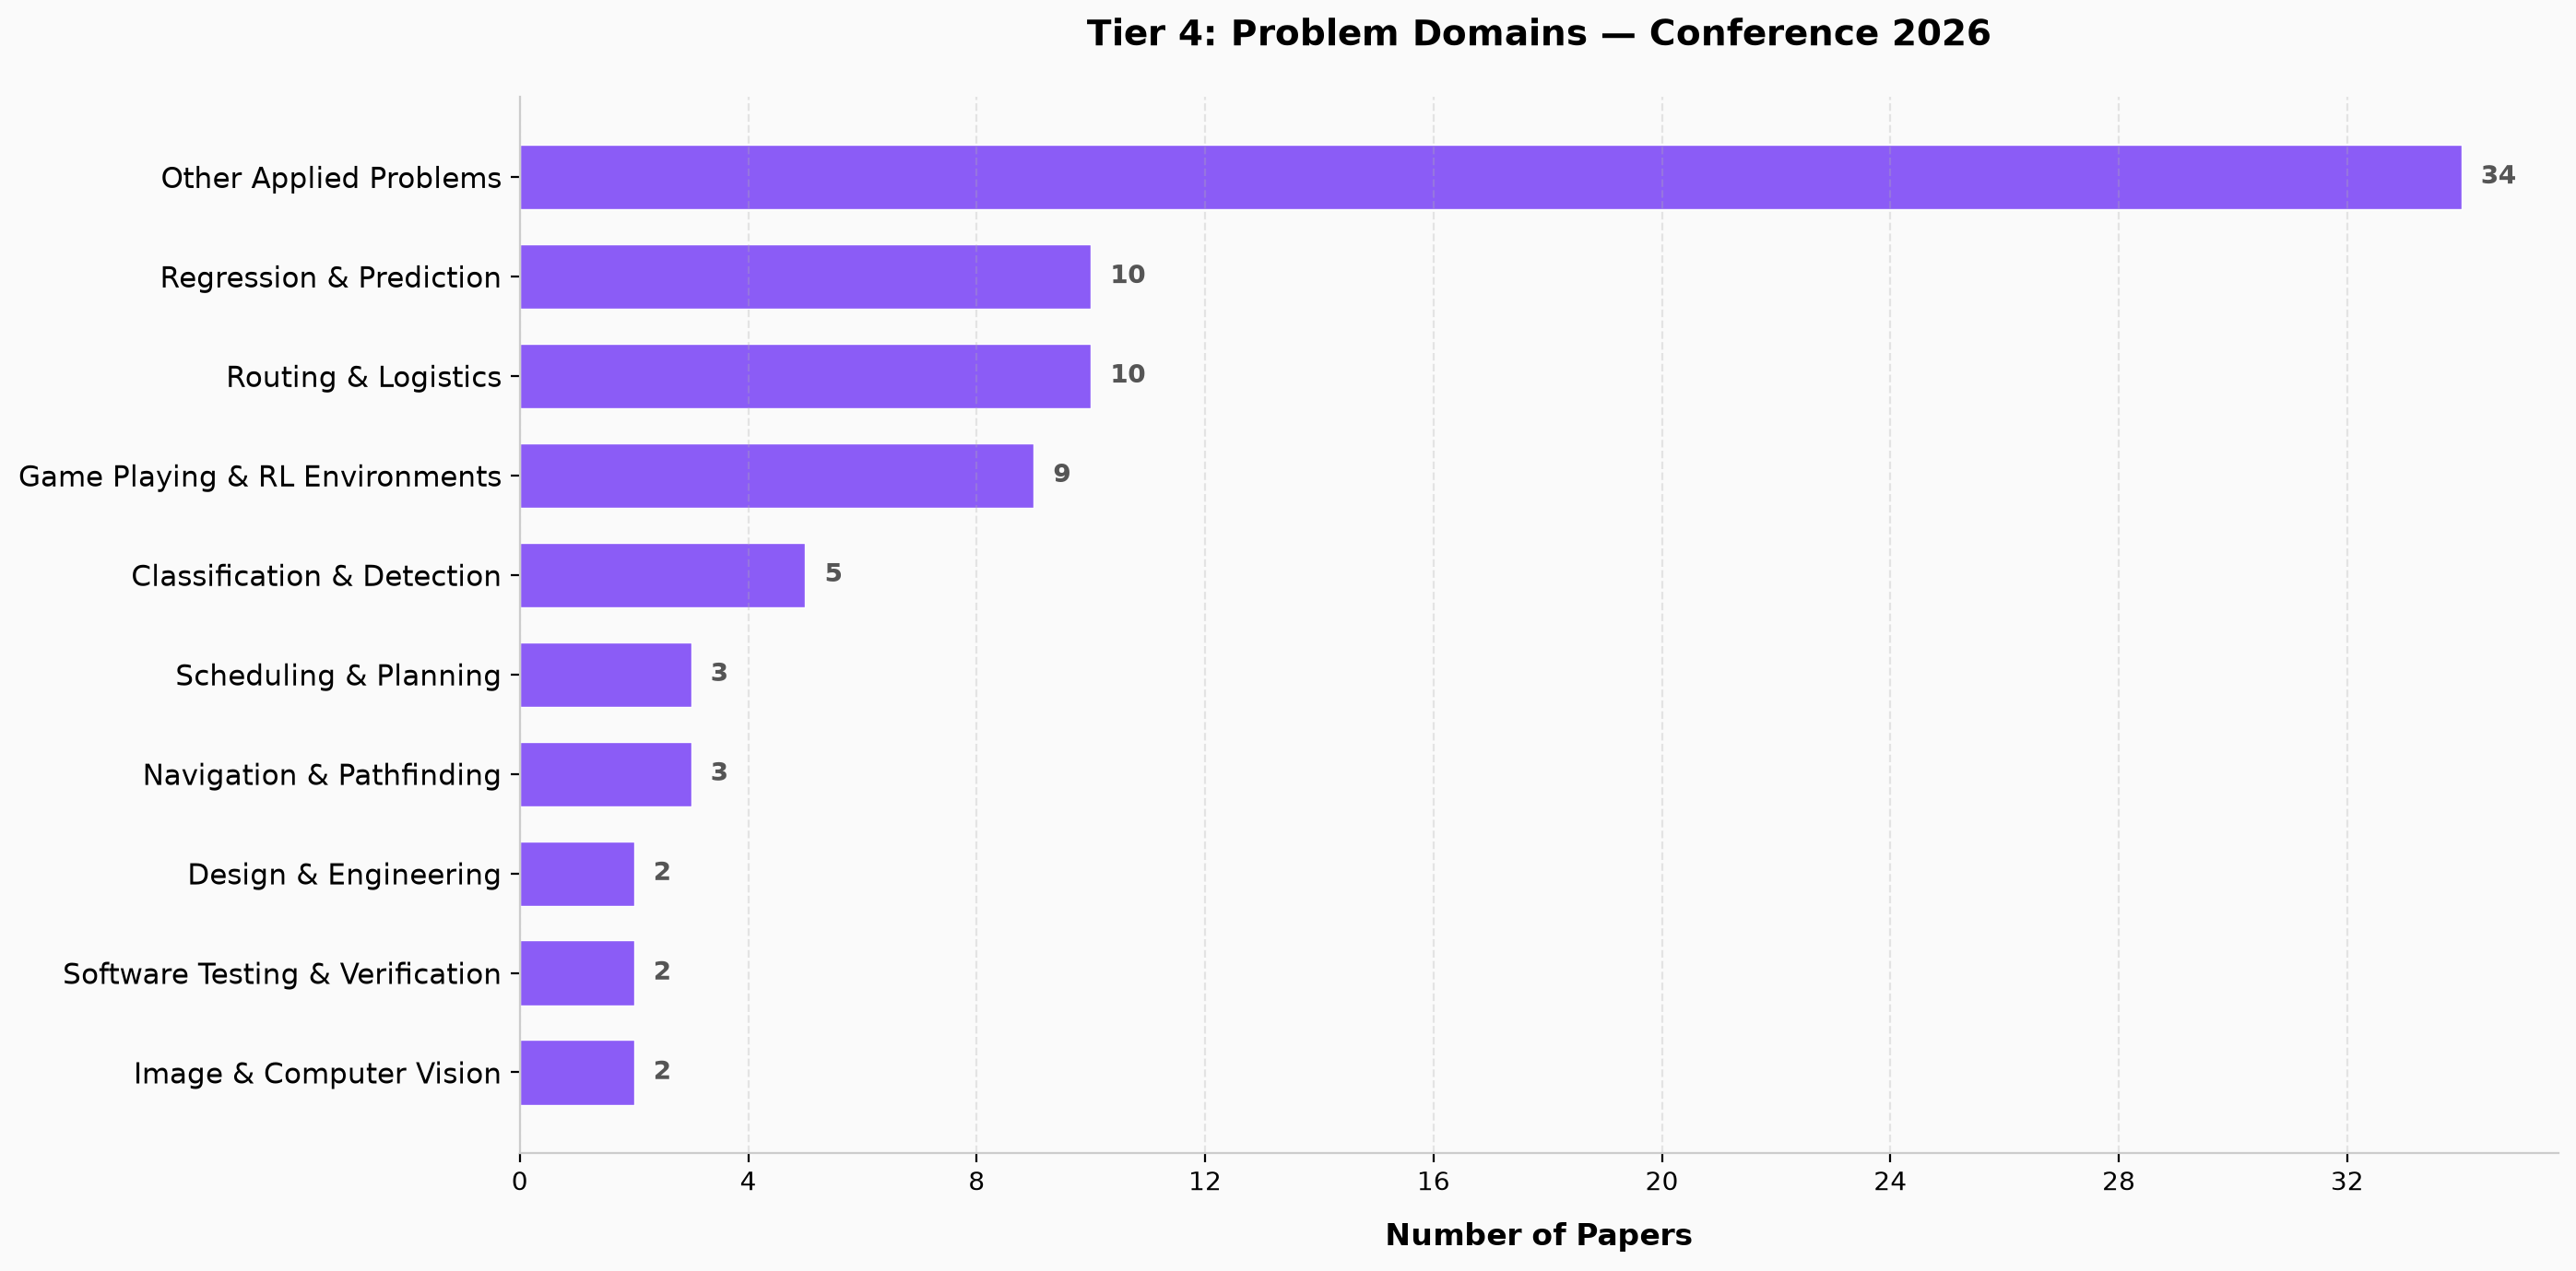 Tier 4: Problem Domains — Conference 2026
Other Applied Problems 34
Regression & Prediction 10
Routing & Logistics 10
Game Playing & RL Environments 9
Classification & Detection 5
Scheduling & Planning 3
Navigation & Pathfinding 3
Design & Engineering 2
Software Testing & Verification 2
Image & Computer Vision 2
0 4 8 12 16 20 24 28 32
Number of Papers